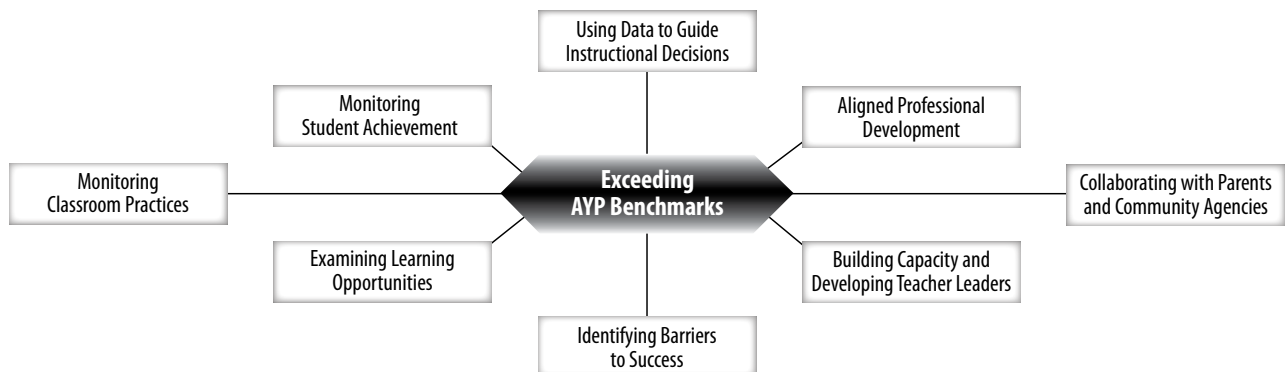 Using Data to Guide
Instructional Decisions
Monitoring
Student Achievement
Aligned Professional
Development
Monitoring
Classroom Practices
Exceeding
AYP Benchmarks
Collaborating with Parents
and Community Agencies
Examining Learning
Opportunities
Building Capacity and
Developing Teacher Leaders
Identifying Barriers
to Success